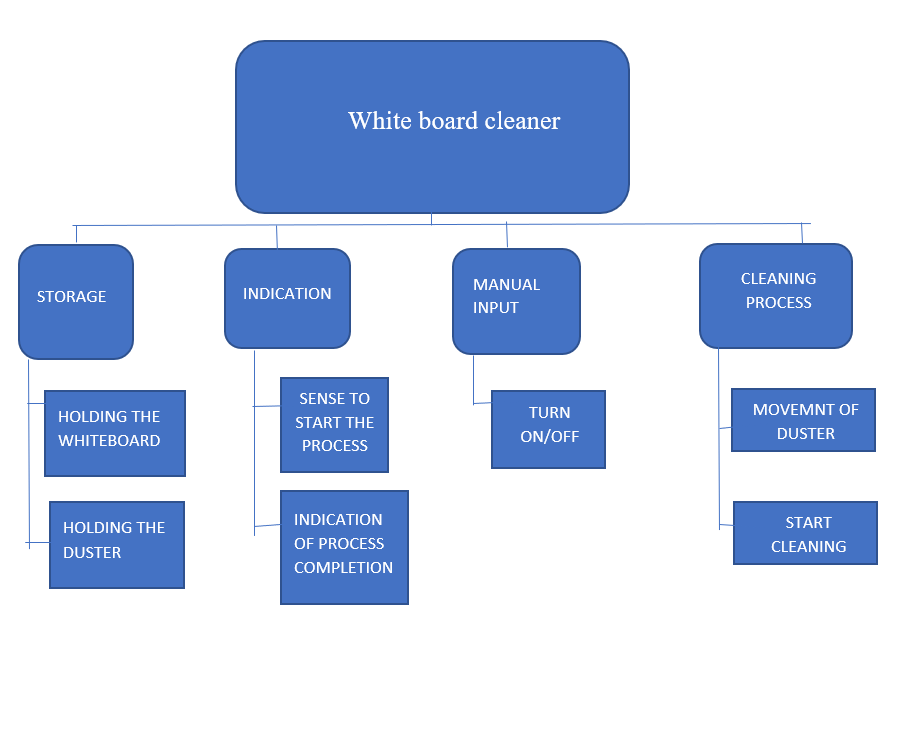 White board cleaner
STORAGE
HOLDING THE
WHITEBOARD
HOLDING THE
DUSTER
INDICATION
SENSE TO
START THE
PROCESS
INDICATION
OF PROCESS
COMPLETION
MANUAL
INPUT
TURN
ON/OFF
CLEANING
PROCESS
MOVEMNT OF
DUSTER
START
CLEANING